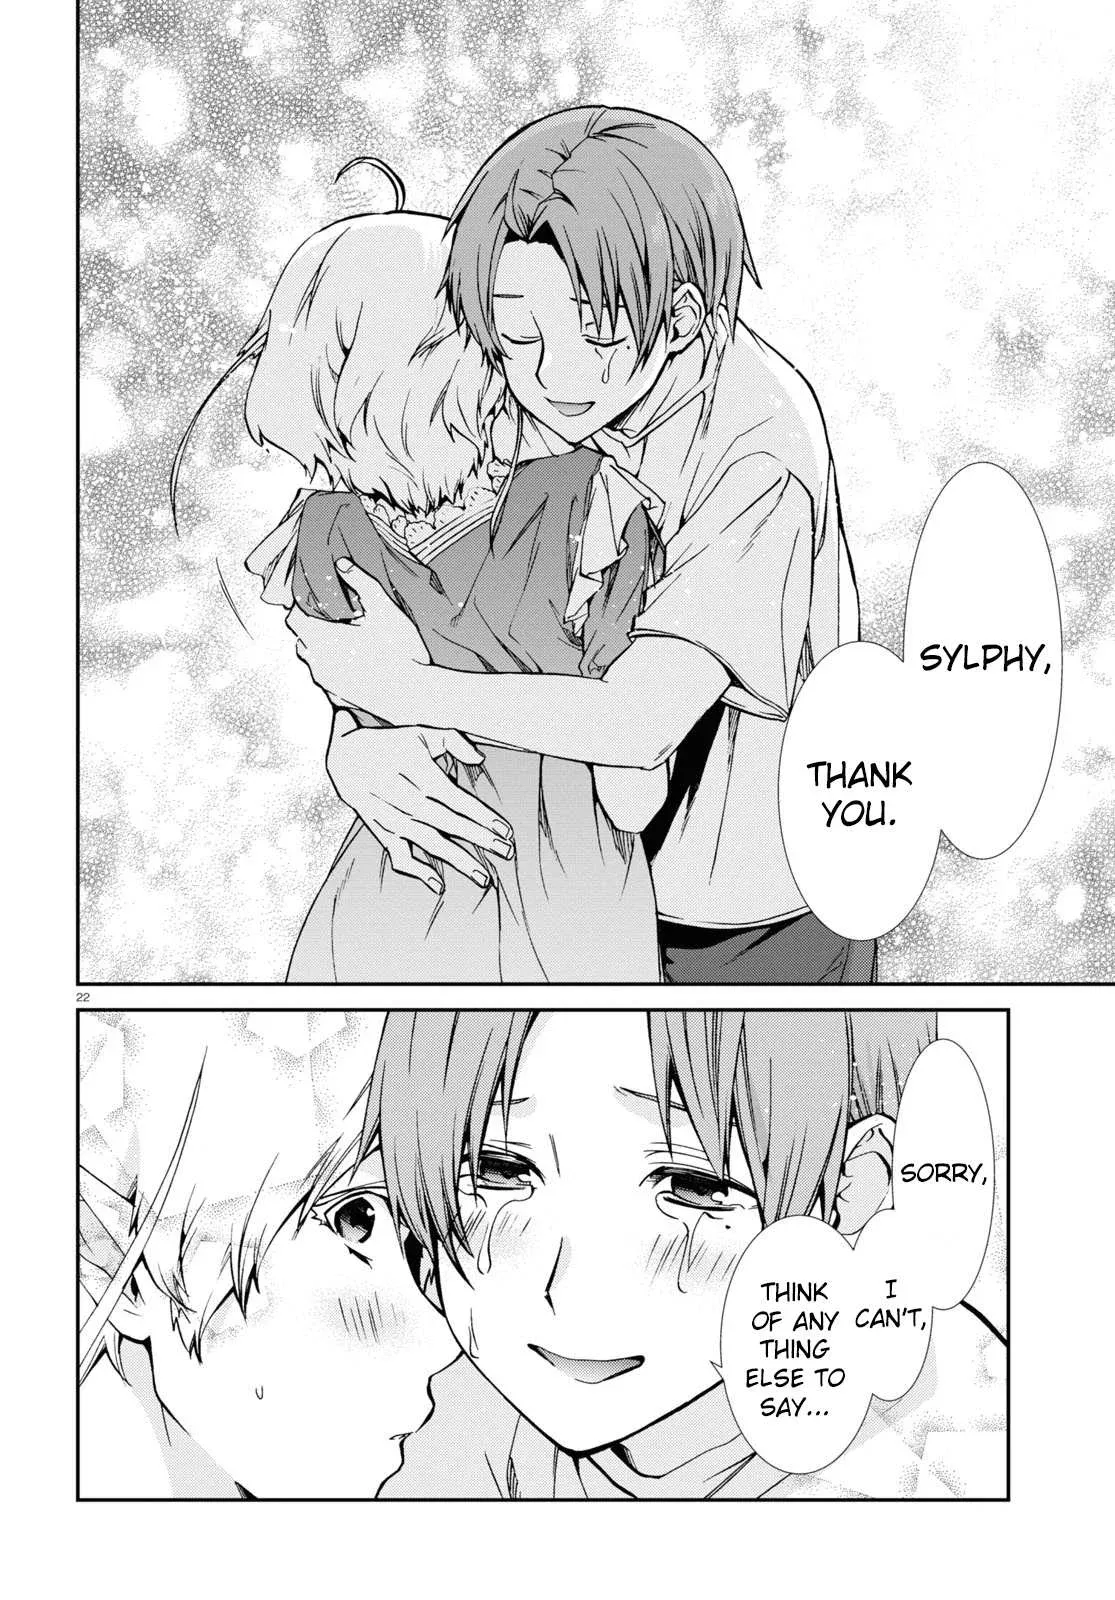 SYLPHY,
THANK
YOU.
22
SORRY,
I
CAN'T,
THINK
OF ANY
THING
ELSE TO
SAY...